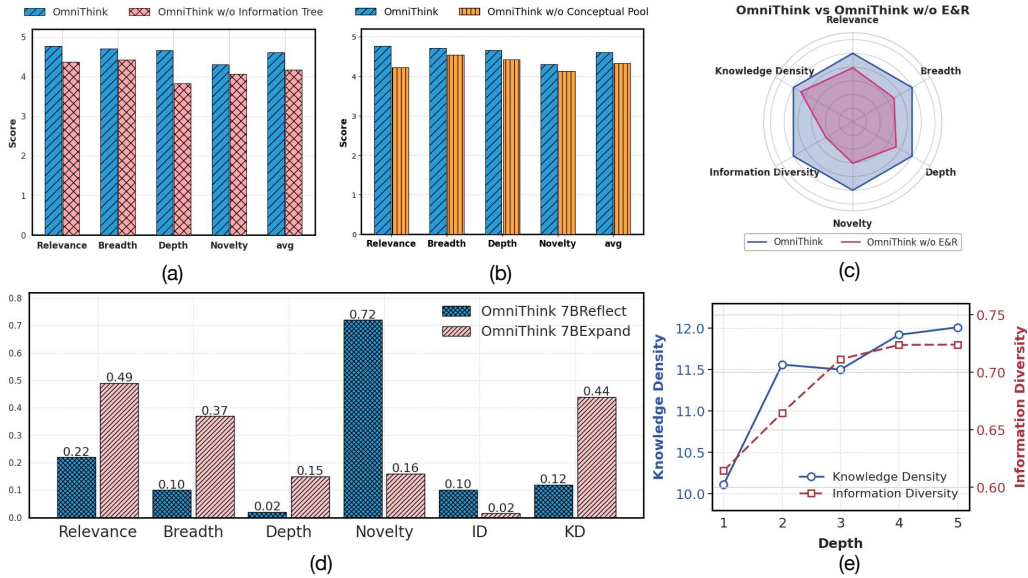 OmniThink
OmniThink w/o Information Tree
Score
5
4
3
2
1
0
Relevance
Breadth
Depth
Novelty
avg
(a)
OmniThink
OmniThink w/o Conceptual Pool
Score
5
4
3
2
1
0
Relevance
Breadth
Depth
Novelty
avg
(b)
OmniThink vs OmniThink w/o E&R
Relevance
Knowledge Density
Breadth
Information Diversity
Depth
Novelty
OmniThink
OmniThink w/o E&R
(c)
0.8
0.7
0.6
0.5
0.4
0.3
0.2
0.1
0.0
OmniThink 7BReflect
OmniThink 7BExpand
0.22
0.49
0.10
0.37
0.02
0.15
0.72
0.16
0.10
0.02
0.12
0.44
Relevance
Breadth
Depth
Novelty
ID
KD
(d)
Knowledge Density
12.0
11.5
11.0
10.5
10.0
0.75
0.70
0.65
0.60
Information Diversity
Knowledge Density
Information Diversity
1
2
3
4
5
Depth
(e)